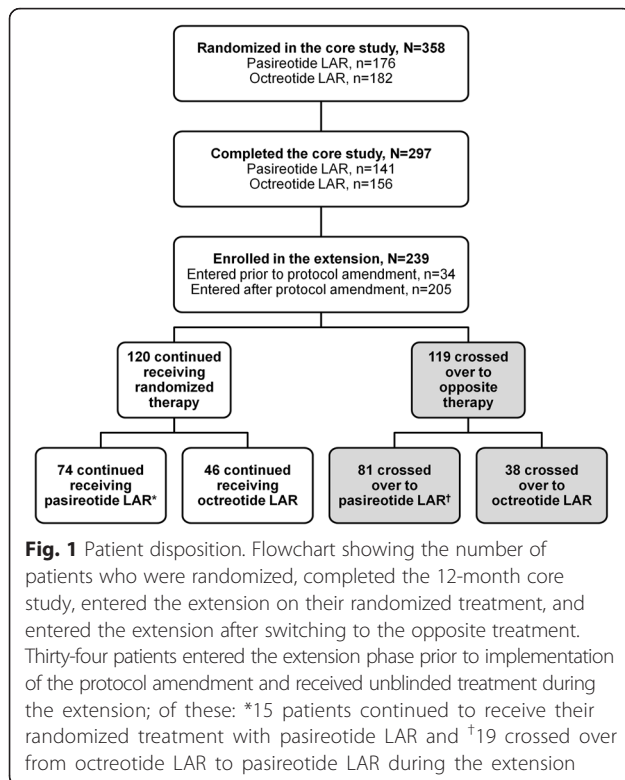 Randomized in the core study, N=358
Pasireotide LAR, n=176
Octreotide LAR, n=182
Completed the core study, N=297
Pasireotide LAR, n=141
Octreotide LAR, n=156
Enrolled in the extension, N=239
Entered prior to protocol amendment, n=34
Entered after protocol amendment, n=205
120 continued
receiving
randomized
therapy
119 crossed
over to
opposite
therapy
74 continued
receiving
pasireotide LAR*
46 continued
receiving
octreotide LAR
81 crossed
over to
pasireotide LAR†
38 crossed
over to
octreotide LAR
Fig. 1 Patient disposition. Flowchart showing the number of
patients who were randomized, completed the 12-month core
study, entered the extension on their randomized treatment, and
entered the extension after switching to the opposite treatment.
Thirty-four patients entered the extension phase prior to implementation
of the protocol amendment and received unblinded treatment during
the extension; of these: *15 patients continued to receive their
randomized treatment with pasireotide LAR and †19 crossed over
from octreotide LAR to pasireotide LAR during the extension